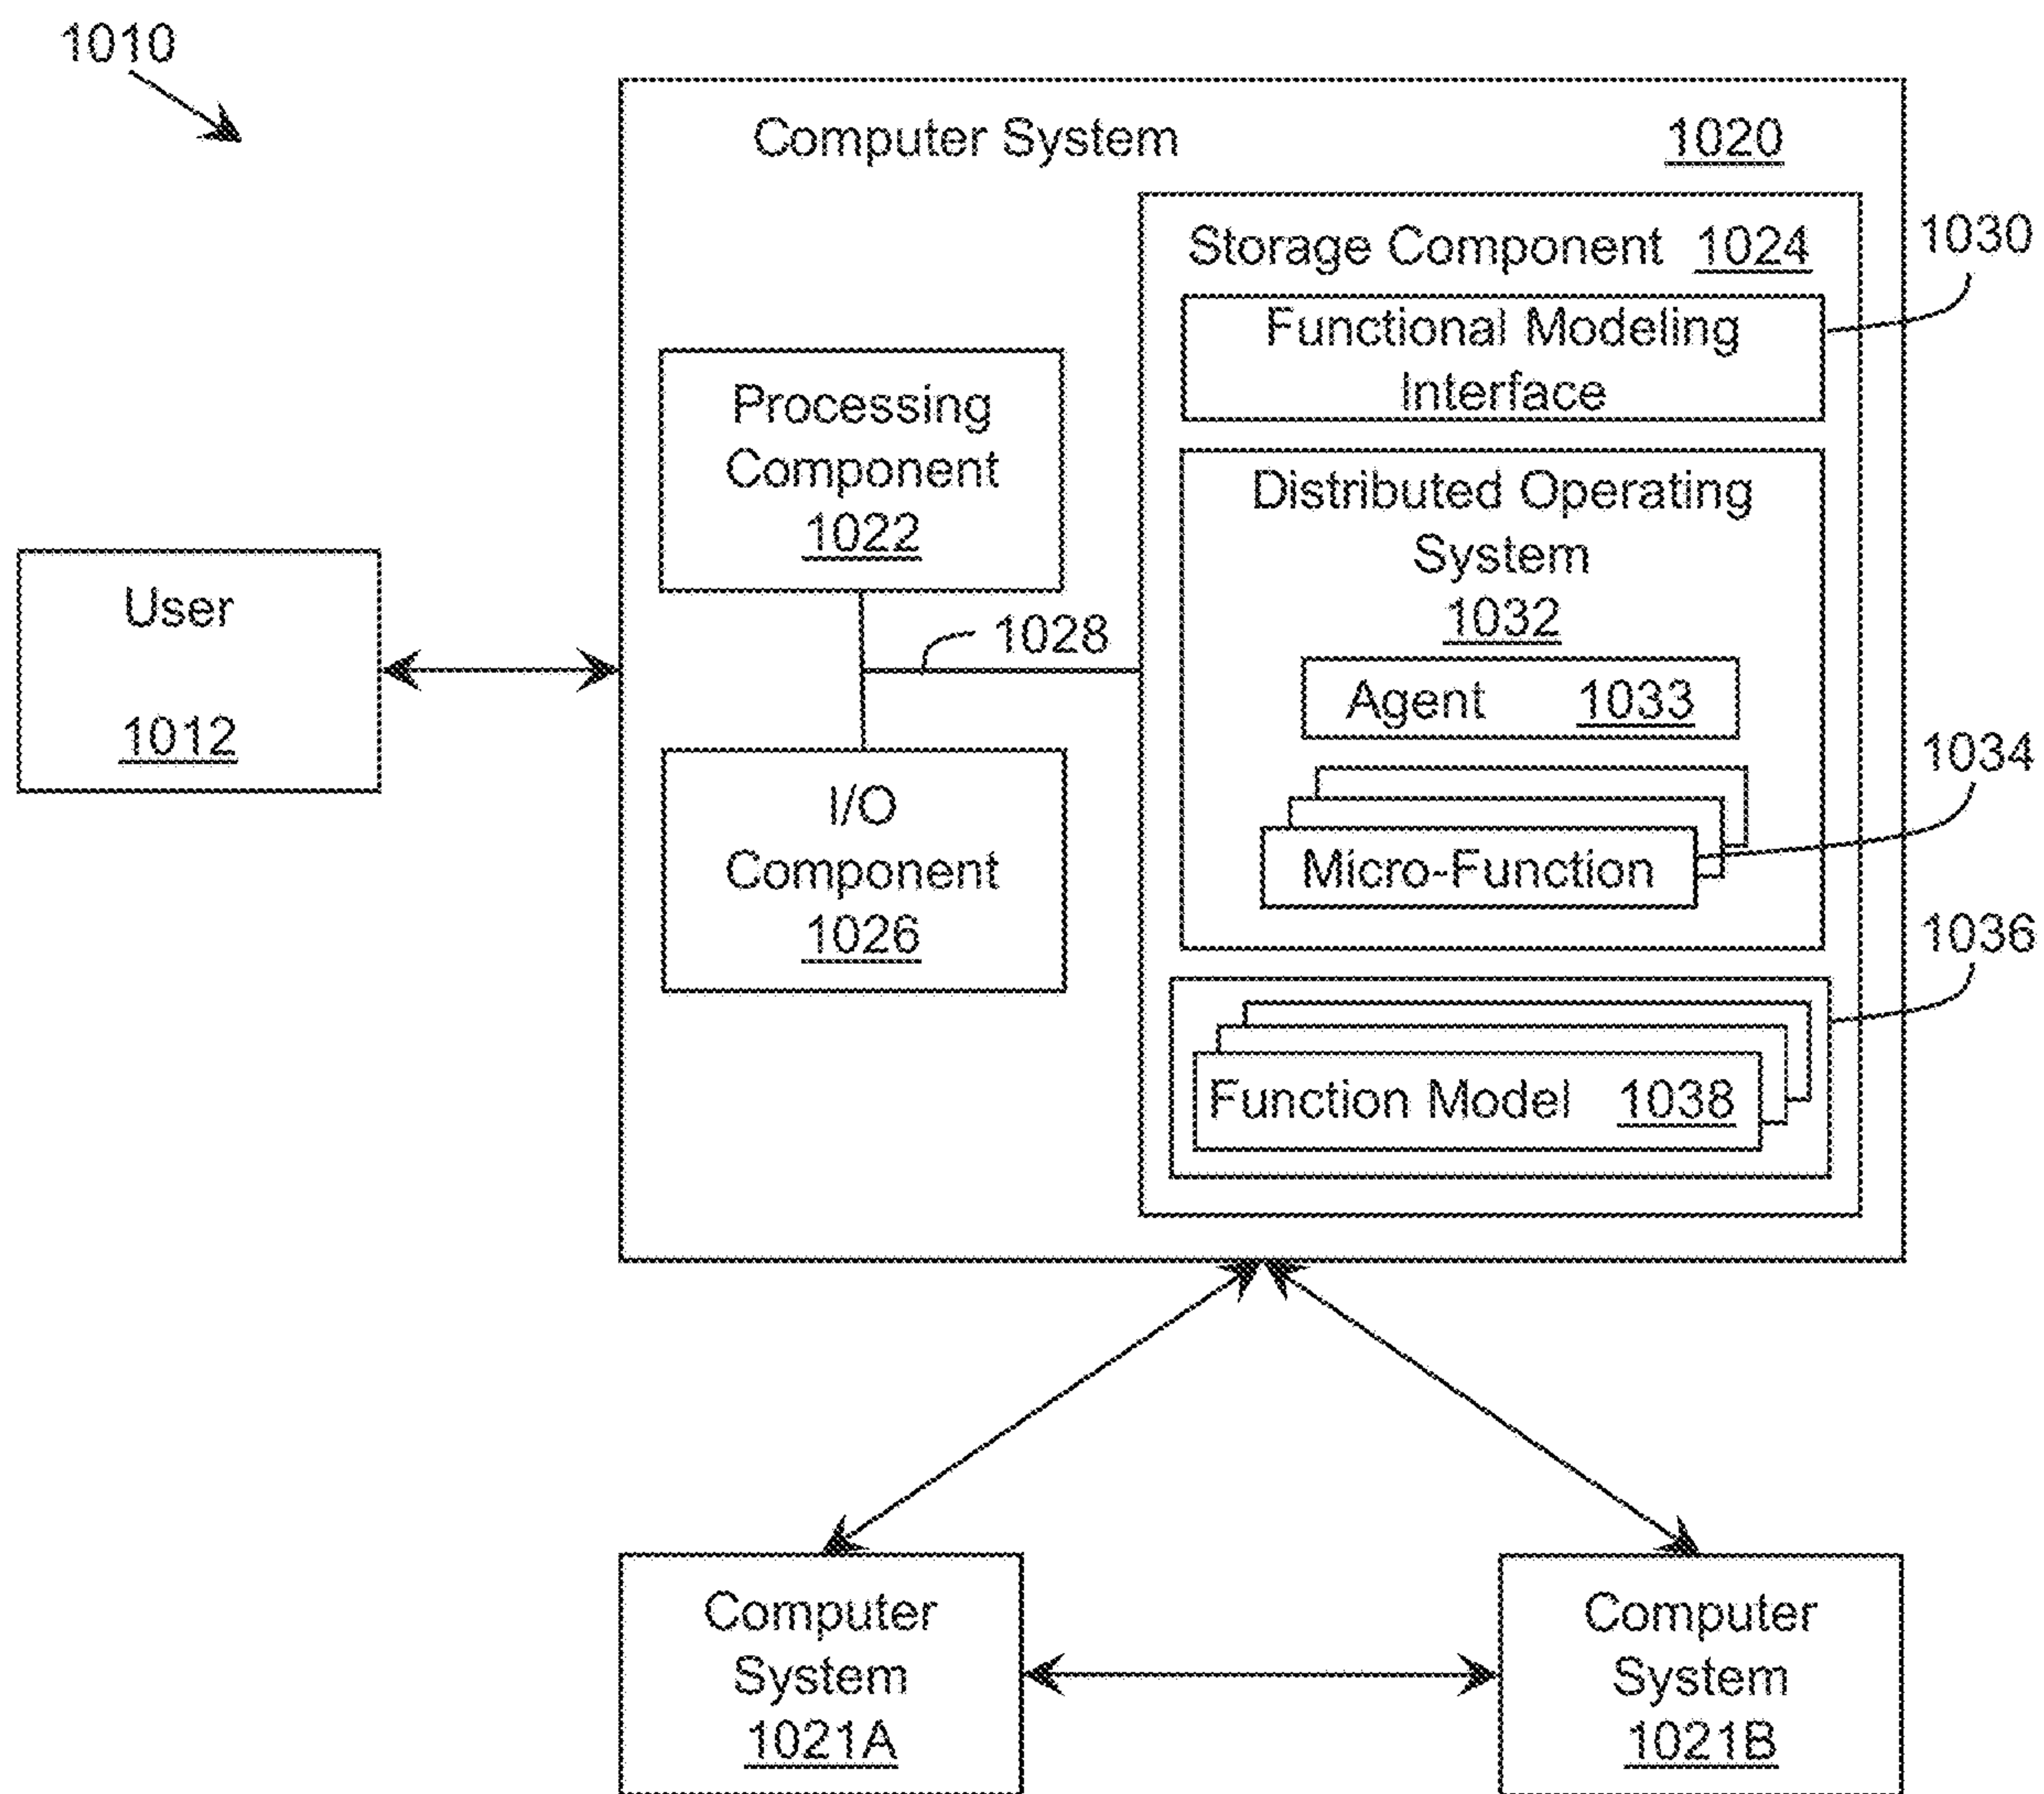 1010
Computer System 1020
Storage Component 1024
1030
Functional Modeling
Interface
Processing
Component
1022
Distributed Operating
System
1032
User
1012
1028
Agent 1033
1034
I/O
Component
1026
Micro-Function
1036
Function Model 1038
Computer
System
1021A
Computer
System
1021B